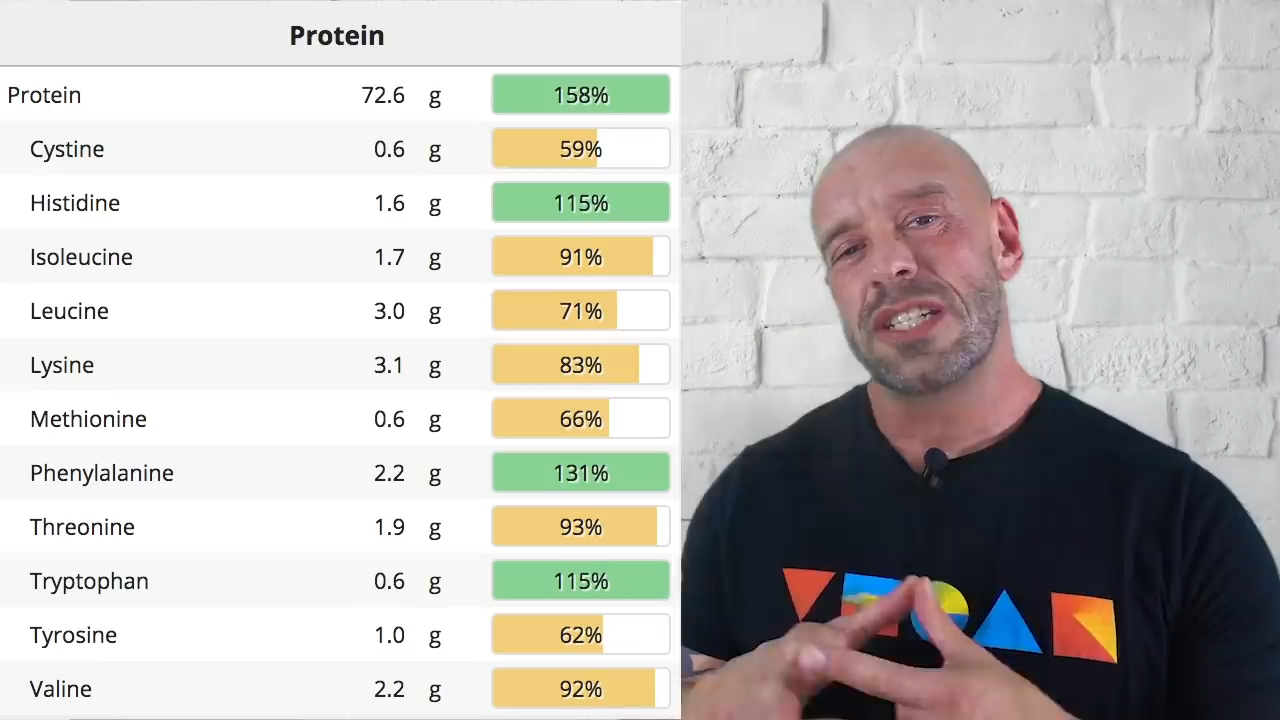 Protein
Protein 72.6 g 158%
Cystine 0.6 g 59%
Histidine 1.6 g 115%
Isoleucine 1.7 g 91%
Leucine 3.0 g 71%
Lysine 3.1 g 83%
Methionine 0.6 g 66%
Phenylalanine 2.2 g 131%
Threonine 1.9 g 93%
Tryptophan 0.6 g 115%
Tyrosine 1.0 g 62%
Valine 2.2 g 92%
VEGAN